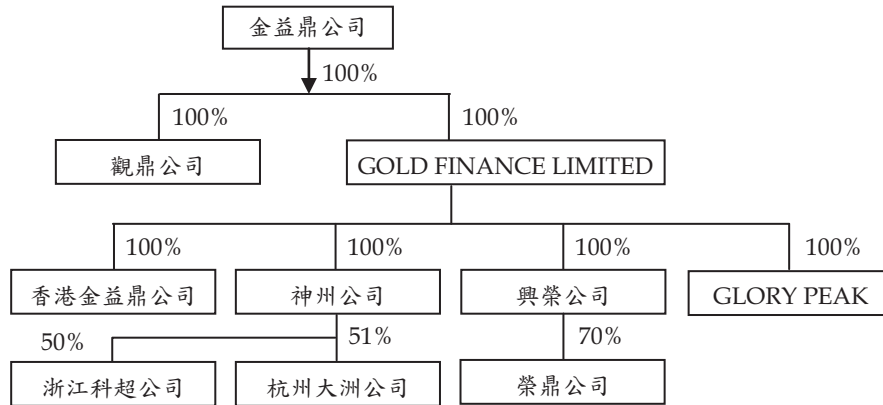 金益鼎公司
100%
100%
100%
觀鼎公司
GOLD FINANCE LIMITED
100%
100%
100%
100%
香港金益鼎公司
神州公司
興榮公司
GLORY PEAK
50%
51%
70%
浙江科超公司
杭州大洲公司
榮鼎公司